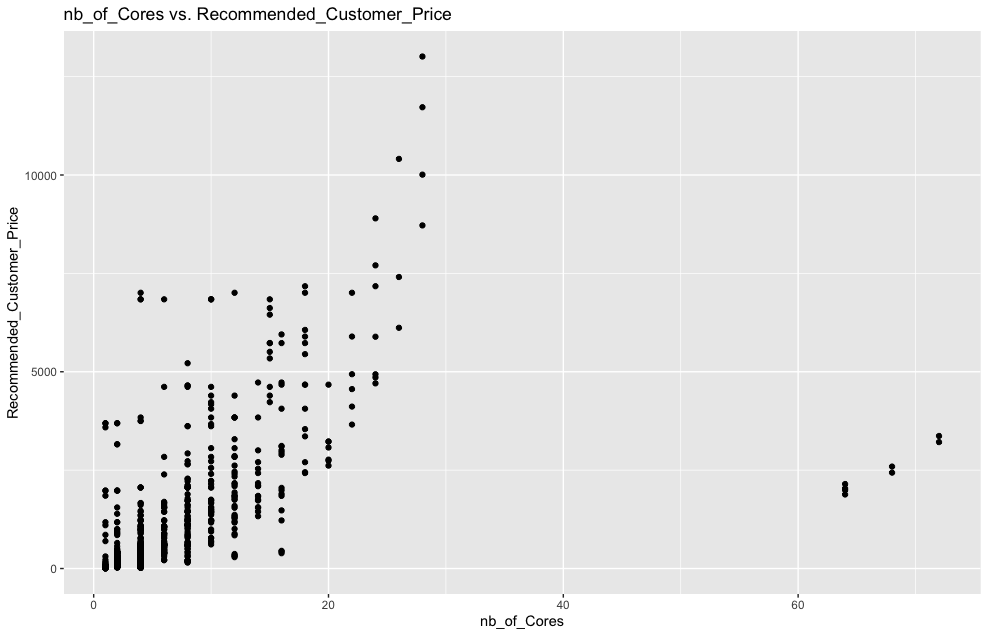 nb_of_Cores vs. Recommended_Customer_Price
Recommended_Customer_Price
10000
5000
0
0 20 40 60
nb_of_Cores